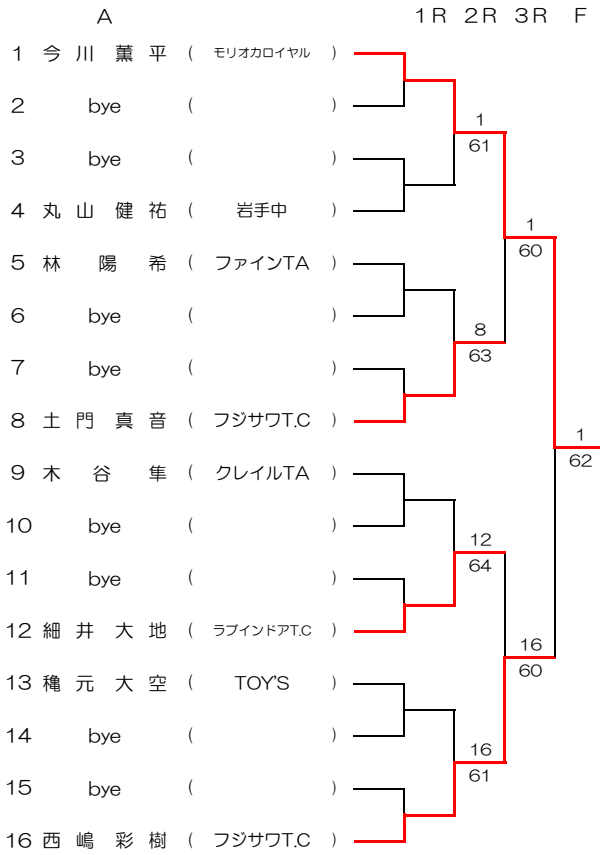 A 1R 2R 3R F
1 今川 薫平 ( モリオカロイヤル )
2 bye ( )
1
61
3 bye ( )
4 丸山 健祐 ( 岩手中 )
1
60
5 林 陽希 ( ファインTA )
6 bye ( )
8
63
7 bye ( )
8 土門 真音 ( フジサワT.C )
1
62
9 木谷 隼 ( クレイルTA )
10 bye ( )
12
64
11 bye ( )
12 細井 大地 ( ラブインドアT.C )
16
60
13 穐元 大空 ( TOY'S )
14 bye ( )
16
61
15 bye ( )
16 西嶋 彩樹 ( フジサワT.C )